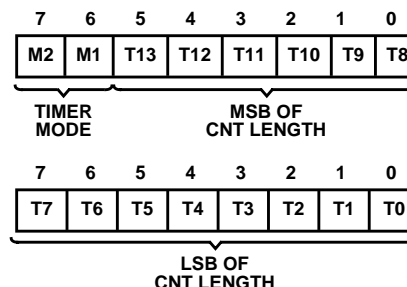 7 6 5 4 3 2 1 0
M2 M1 T13 T12 T11 T10 T9 T8
TIMER MODE
MSB OF CNT LENGTH
7 6 5 4 3 2 1 0
T7 T6 T5 T4 T3 T2 T1 T0
LSB OF
CNT LENGTH